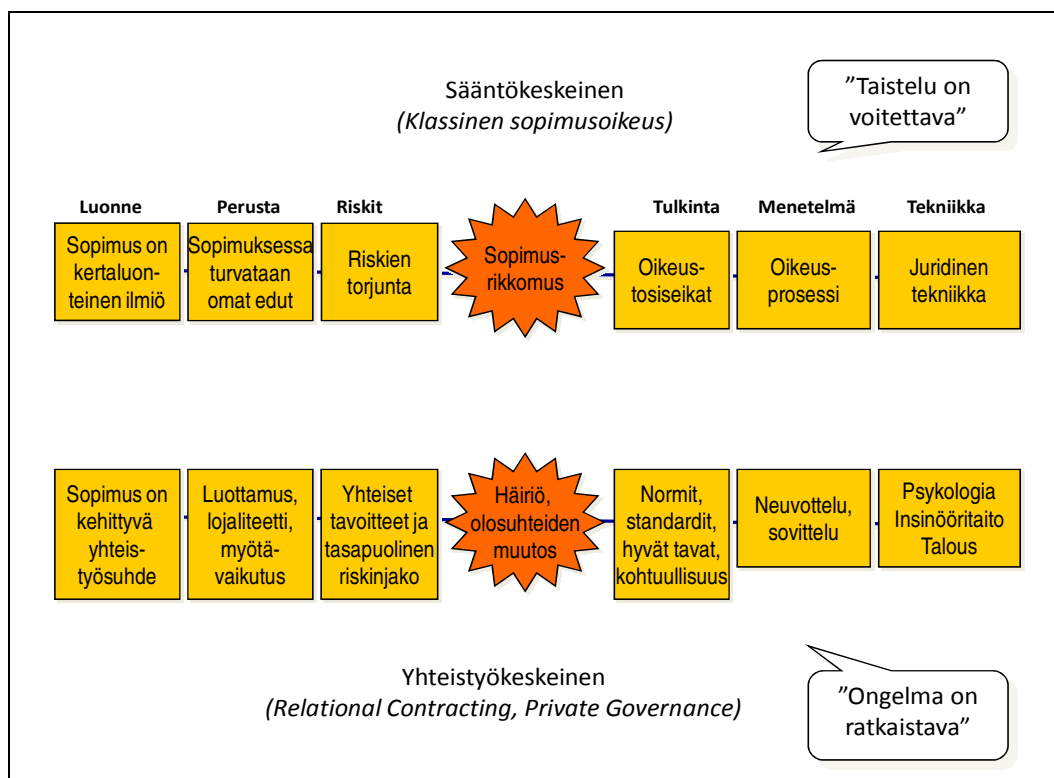 Sääntökeskeinen
(Klassinen sopimusoikeus)
”Taistelu on
voitettava”
Luonne
Perusta
Riskit
Tulkinta
Menetelmä
Tekniikka
Sopimus on
kertaluon-
teinen ilmiö
Sopimuksessa
turvataan
omat edut
Riskien
torjunta
Sopimus-
rikkomus
Oikeus-
tosiseikat
Oikeus-
prosessi
Juridinen
tekniikka
Sopimus on
kehittyvä
yhteis-
työsuhde
Luottamus,
lojaliteetti,
myötä-
vaikutus
Yhteiset
tavoitteet ja
tasapuolinen
riskinjako
Häiriö,
olosuhteiden
muutos
Normit,
standardit,
hyvät tavat,
kohtuullisuus
Neuvottelu,
sovittelu
Psykologia
Insinööritaito
Talous
Yhteistyökeskeinen
(Relational Contracting, Private Governance)
”Ongelma on
ratkaistava”